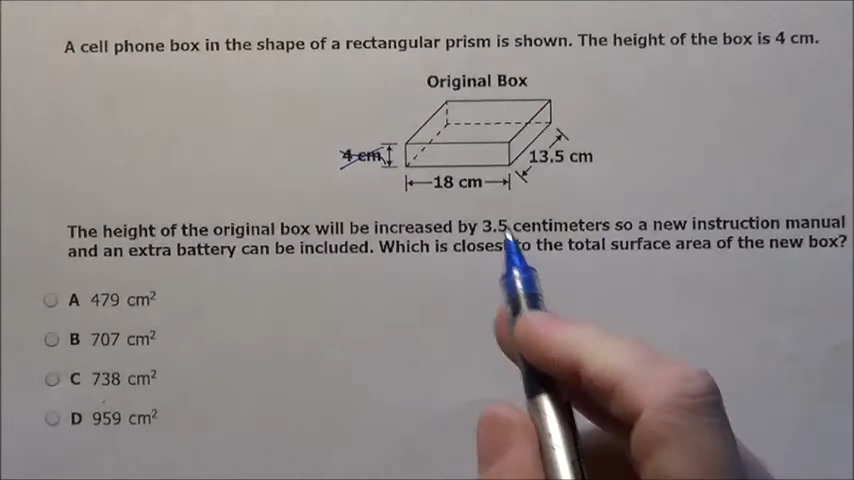 A cell phone box in the shape of a rectangular prism is shown. The height of the box is 4 cm.
Original Box
4 cm
13.5 cm
18 cm
The height of the original box will be increased by 3.5 centimeters so a new instruction manual
and an extra battery can be included. Which is closest to the total surface area of the new box?
A 479 cm²
B 707 cm²
C 738 cm²
D 959 cm²